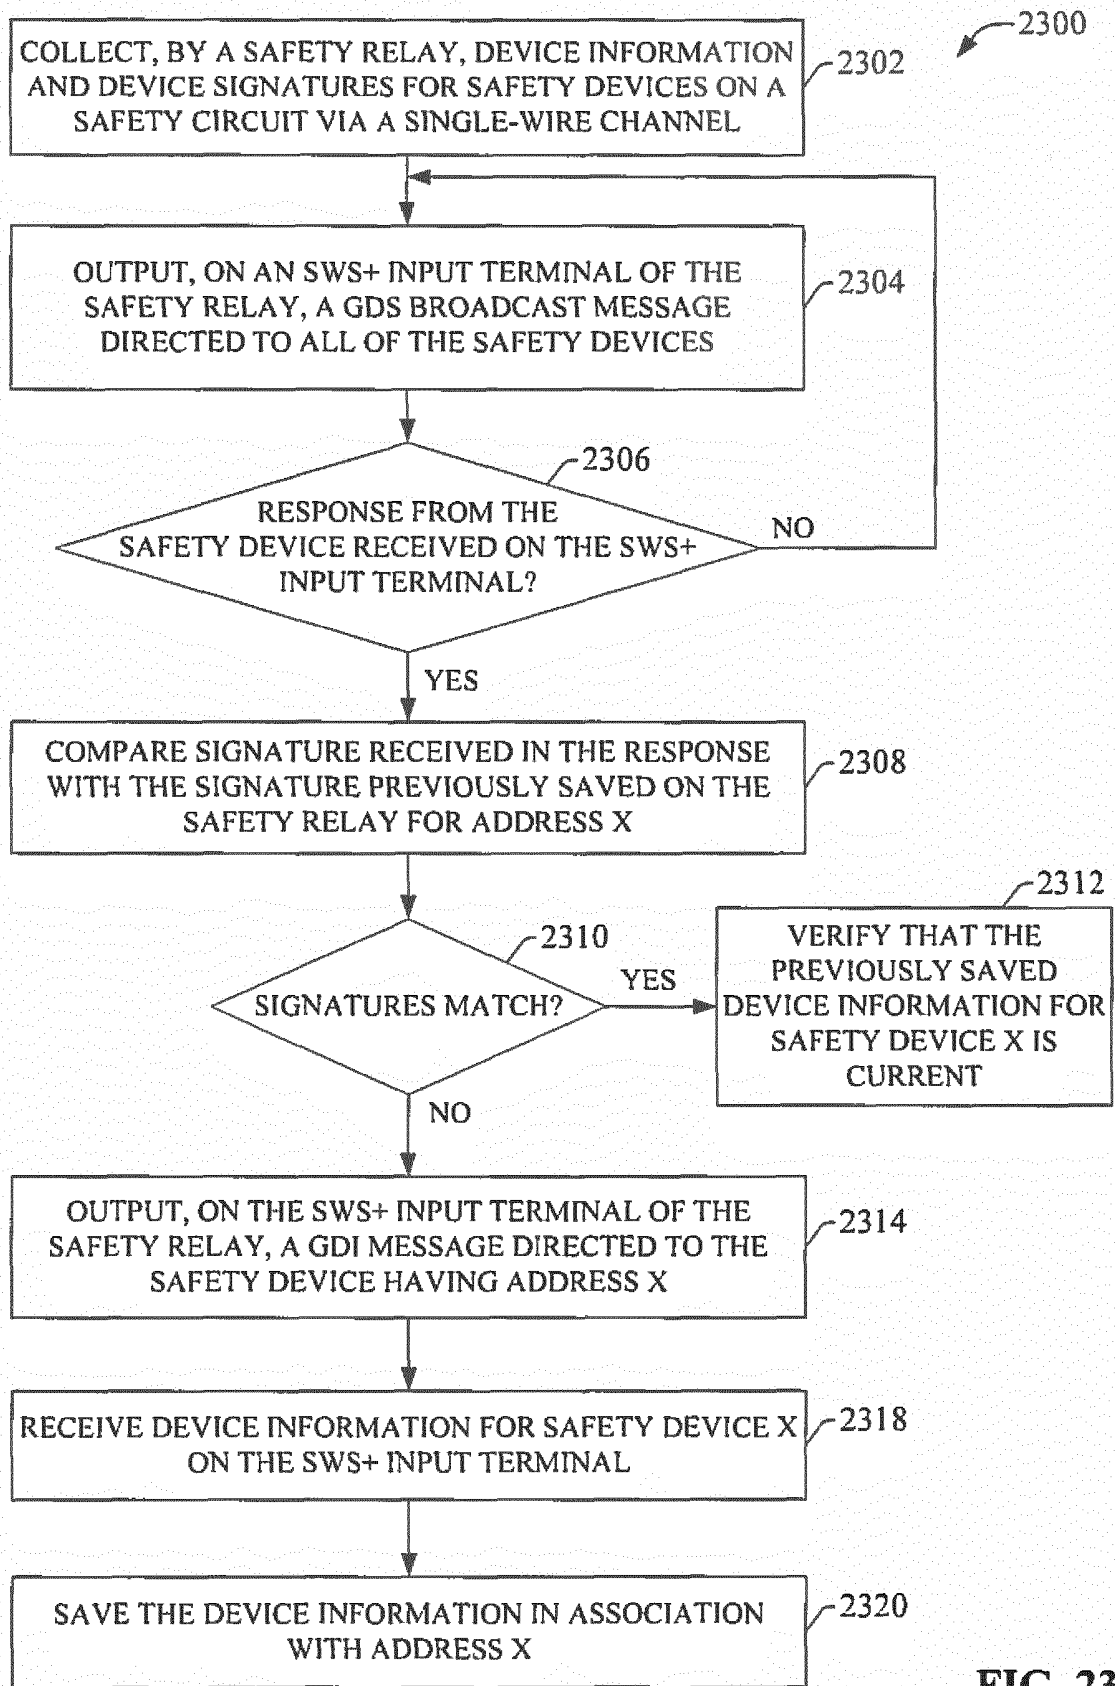 2300
COLLECT, BY A SAFETY RELAY, DEVICE INFORMATION
AND DEVICE SIGNATURES FOR SAFETY DEVICES ON A
SAFETY CIRCUIT VIA A SINGLE-WIRE CHANNEL
2302
OUTPUT, ON AN SWS+ INPUT TERMINAL OF THE
SAFETY RELAY, A GDS BROADCAST MESSAGE
DIRECTED TO ALL OF THE SAFETY DEVICES
2304
2306
RESPONSE FROM THE
SAFETY DEVICE RECEIVED ON THE SWS+
INPUT TERMINAL?
NO
YES
COMPARE SIGNATURE RECEIVED IN THE RESPONSE
WITH THE SIGNATURE PREVIOUSLY SAVED ON THE
SAFETY RELAY FOR ADDRESS X
2308
2310
SIGNATURES MATCH?
YES
2312
VERIFY THAT THE
PREVIOUSLY SAVED
DEVICE INFORMATION FOR
SAFETY DEVICE X IS
CURRENT
NO
OUTPUT, ON THE SWS+ INPUT TERMINAL OF THE
SAFETY RELAY, A GDI MESSAGE DIRECTED TO THE
SAFETY DEVICE HAVING ADDRESS X
2314
RECEIVE DEVICE INFORMATION FOR SAFETY DEVICE X
ON THE SWS+ INPUT TERMINAL
2318
SAVE THE DEVICE INFORMATION IN ASSOCIATION
WITH ADDRESS X
2320
FIG. 23